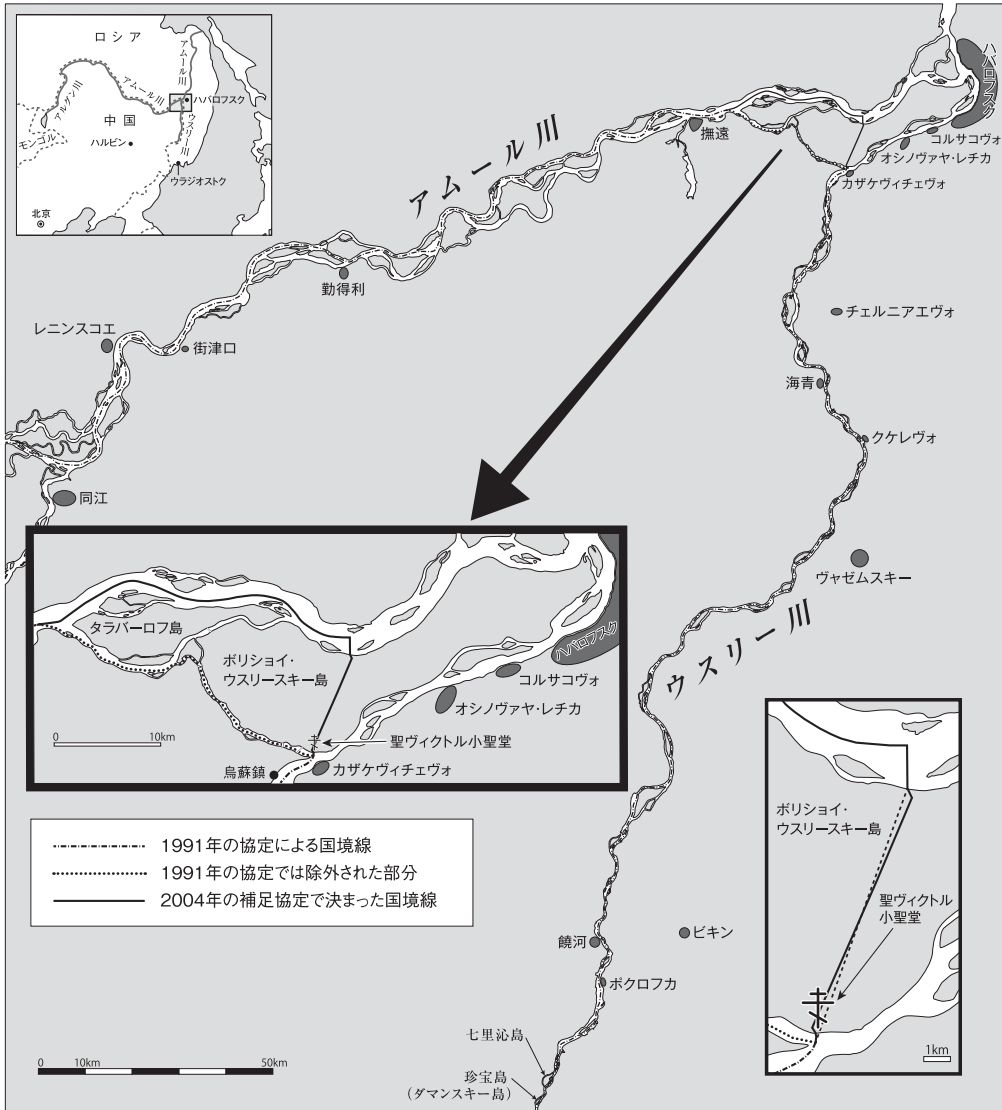 ロシア
アムール川
アムール川
アルグン川
ハバロフスク
中国
ウスリー川
モンゴル
ハルビン
ウラジオストク
北京
アムール川
撫遠
ハバロフスク
コルサコヴォ
オシノヴァヤ・レチカ
カザケヴィチェヴォ
勤得利
レニンスコエ
街津口
チェルニアエヴォ
海青
クケレヴォ
同江
ヴャゼムスキー
ウスリー川
タラバーロフ島
ボリショイ・
ウスリースキー島
ハバロフスク
コルサコヴォ
オシノヴァヤ・レチカ
0 10km
聖ヴィクトル小聖堂
烏蘇鎮
カザケヴィチェヴォ
1991年の協定による国境線
1991年の協定では除外された部分
2004年の補足協定で決まった国境線
ボリショイ・
ウスリースキー島
聖ヴィクトル
小聖堂
1km
饒河
ビキン
ポクロフカ
七里沁島
珍宝島
(ダマンスキー島)
0 10km 50km